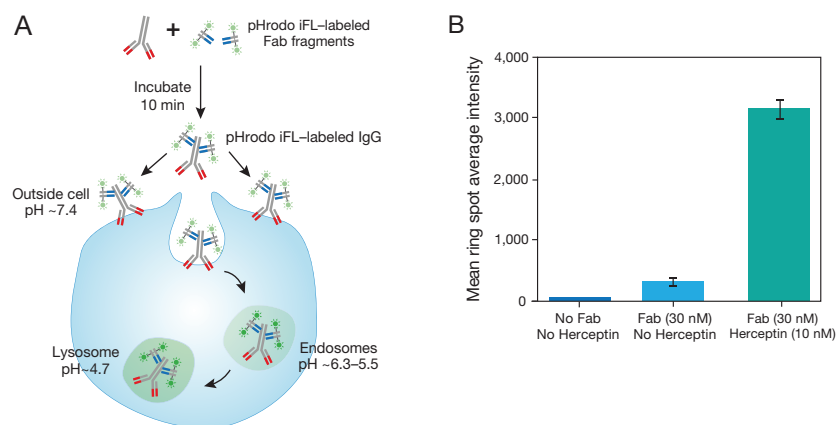 A
pHrodo iFL–labeled
Fab fragments
+
Incubate
10 min
pHrodo iFL–labeled IgG
Outside cell
pH ~7.4
Lysosome
pH~4.7
Endosomes
pH ~6.3–5.5
B
Mean ring spot average intensity
4,000
3,000
2,000
1,000
0
No Fab
No Herceptin
Fab (30 nM)
No Herceptin
Fab (30 nM)
Herceptin (10 nM)